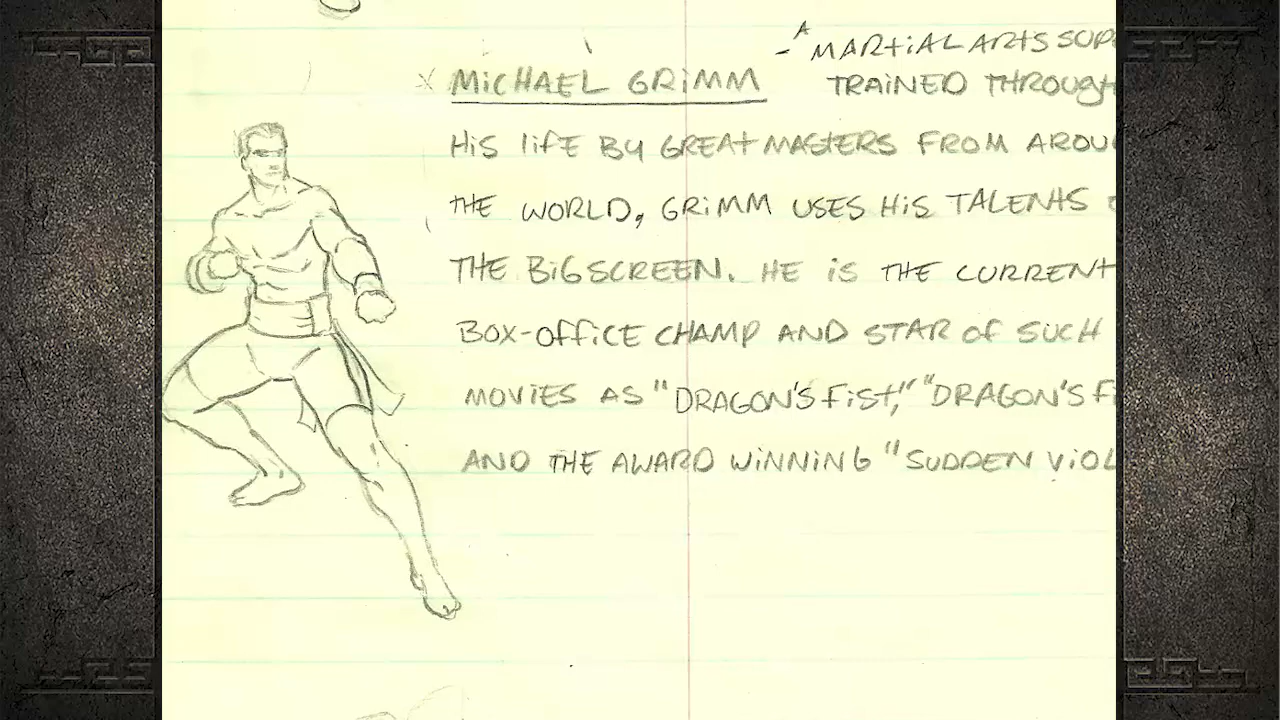 - A MARTIAL ARTS SUP
MICHAEL GRIMM TRAINED THROUGH
HIS LIFE BY GREAT MASTERS FROM AROU
THE WORLD, GRIMM USES HIS TALENTS
THE BIG SCREEN. HE IS THE CURRENT
BOX-OFFICE CHAMP AND STAR OF SUCH
MOVIES AS "DRAGON'S FIST," "DRAGON'S FI
AND THE AWARD WINNING "SUDDEN VIOL